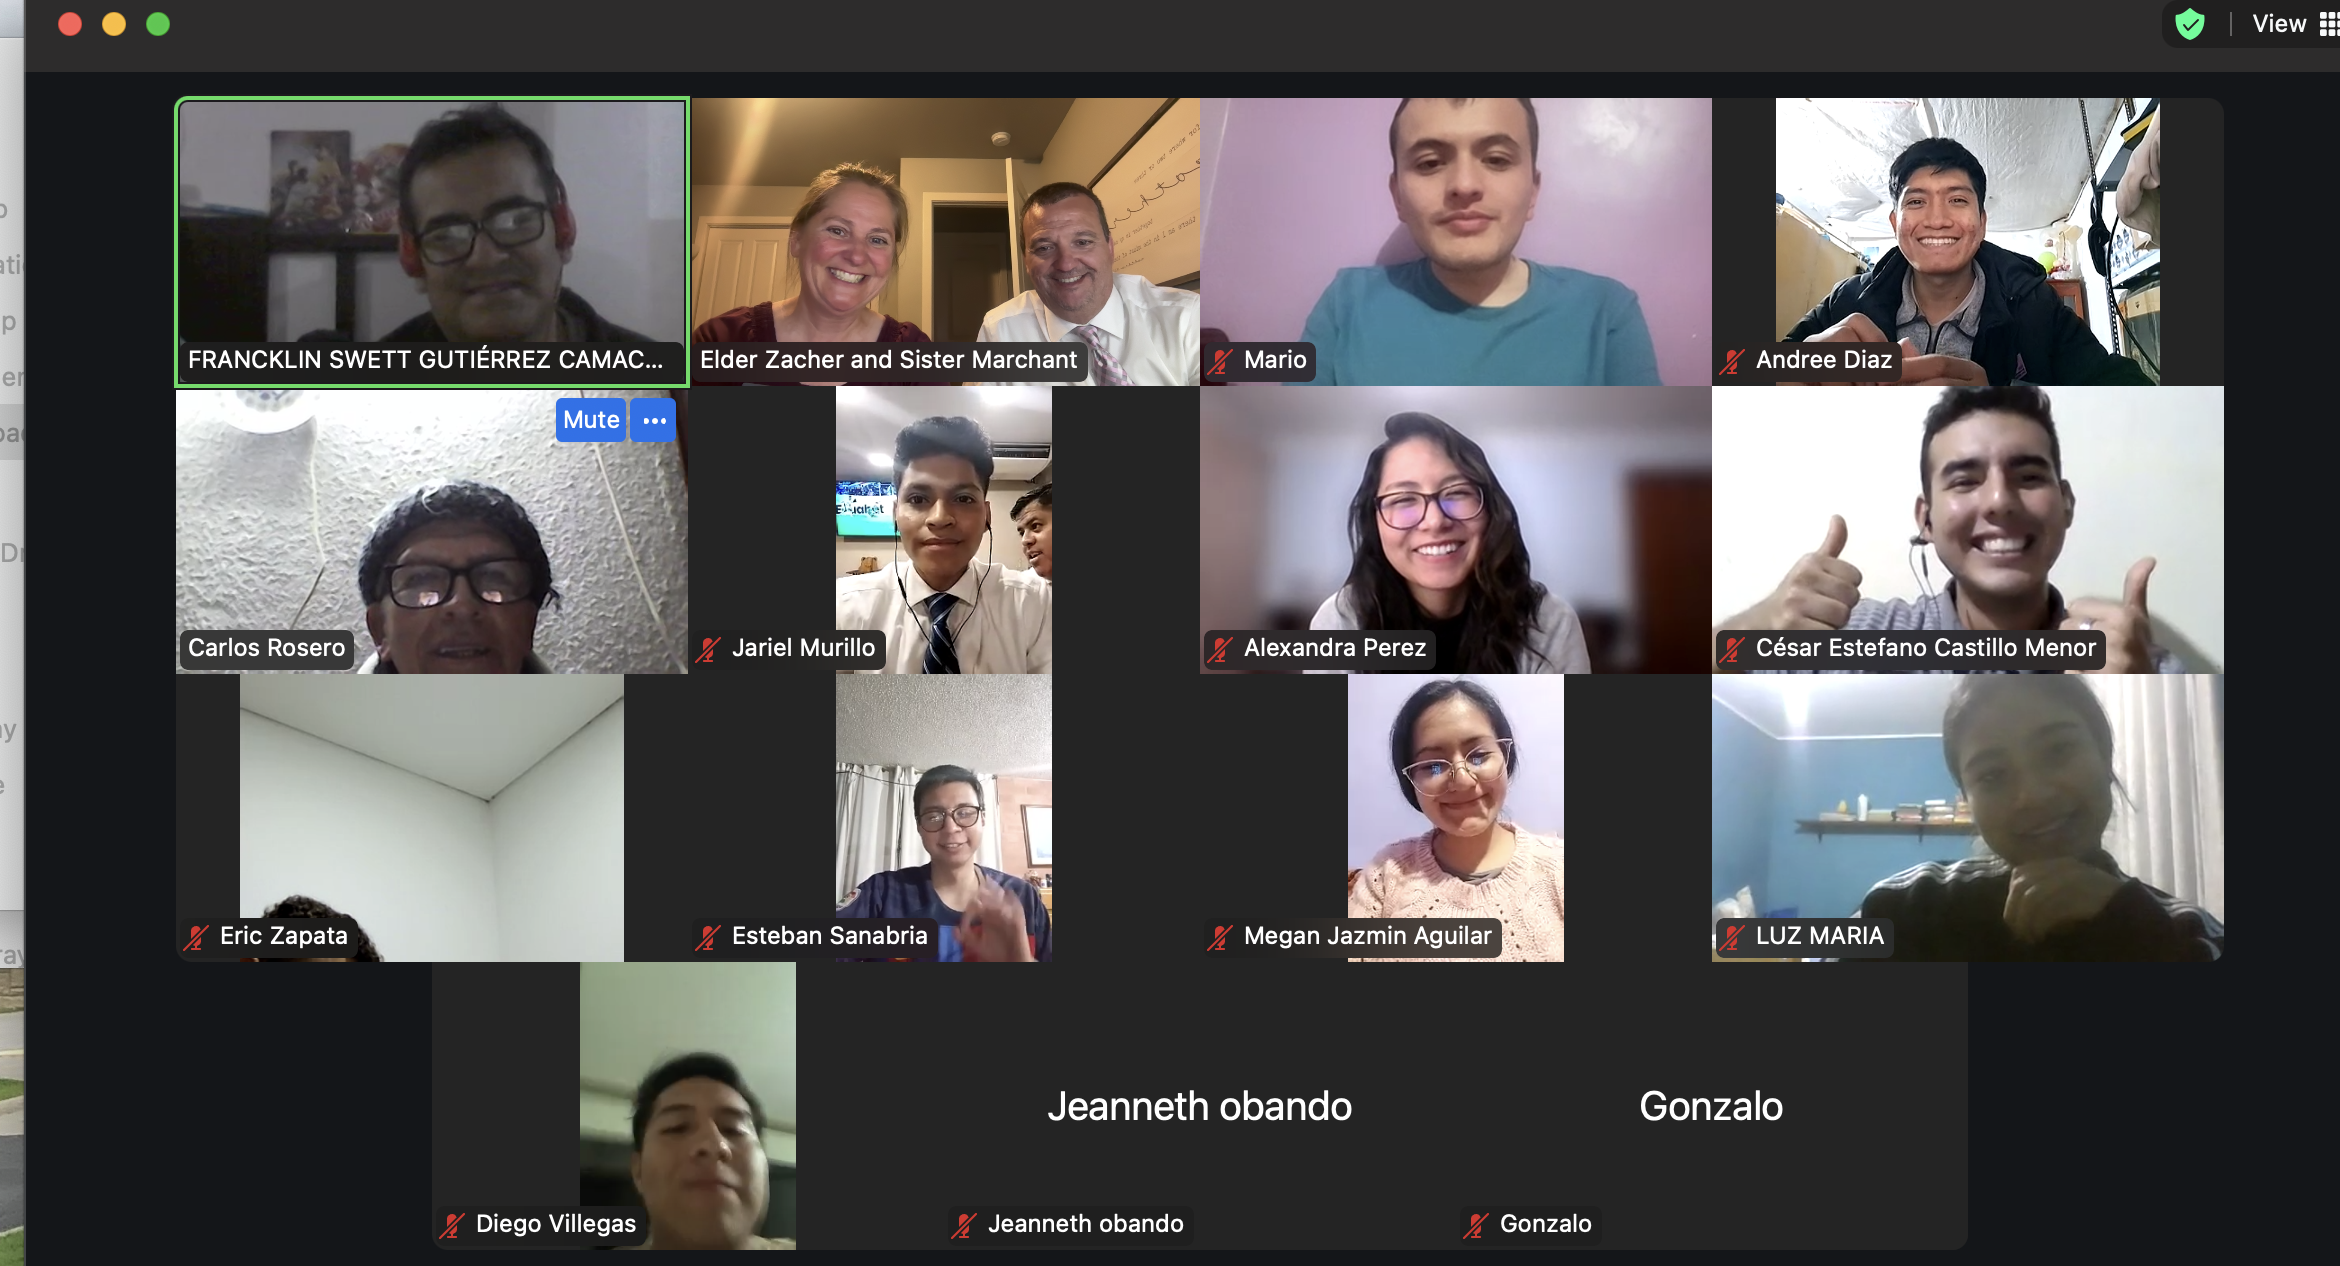 View
FRANCKLIN SWETT GUTIÉRREZ CAMAC...
Elder Zacher and Sister Marchant
Mario
Andree Diaz
Mute ...
Carlos Rosero
Jariel Murillo
Alexandra Perez
César Estefano Castillo Menor
Eric Zapata
Esteban Sanabria
Megan Jazmin Aguilar
LUZ MARIA
Diego Villegas
Jeanneth obando
Jeanneth obando
Gonzalo
Gonzalo